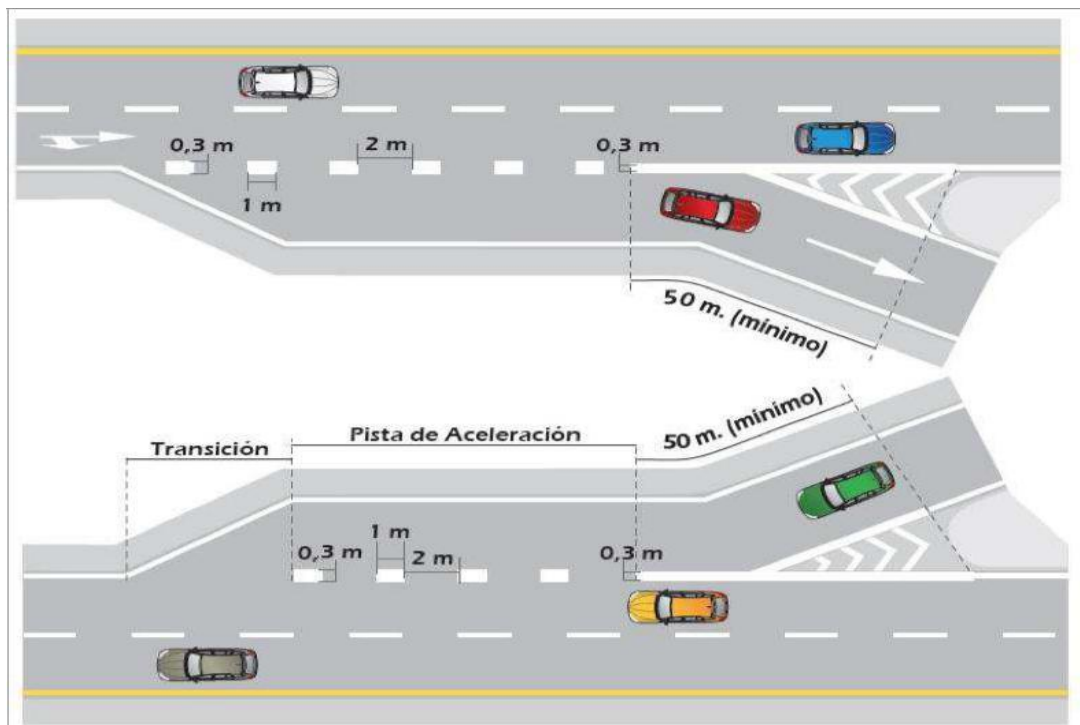 0,3 m
2 m
0,3 m
1 m
50 m. (mínimo)
50 m. (mínimo)
Transición
Pista de Aceleración
1 m
0,3 m
2 m
0,3 m